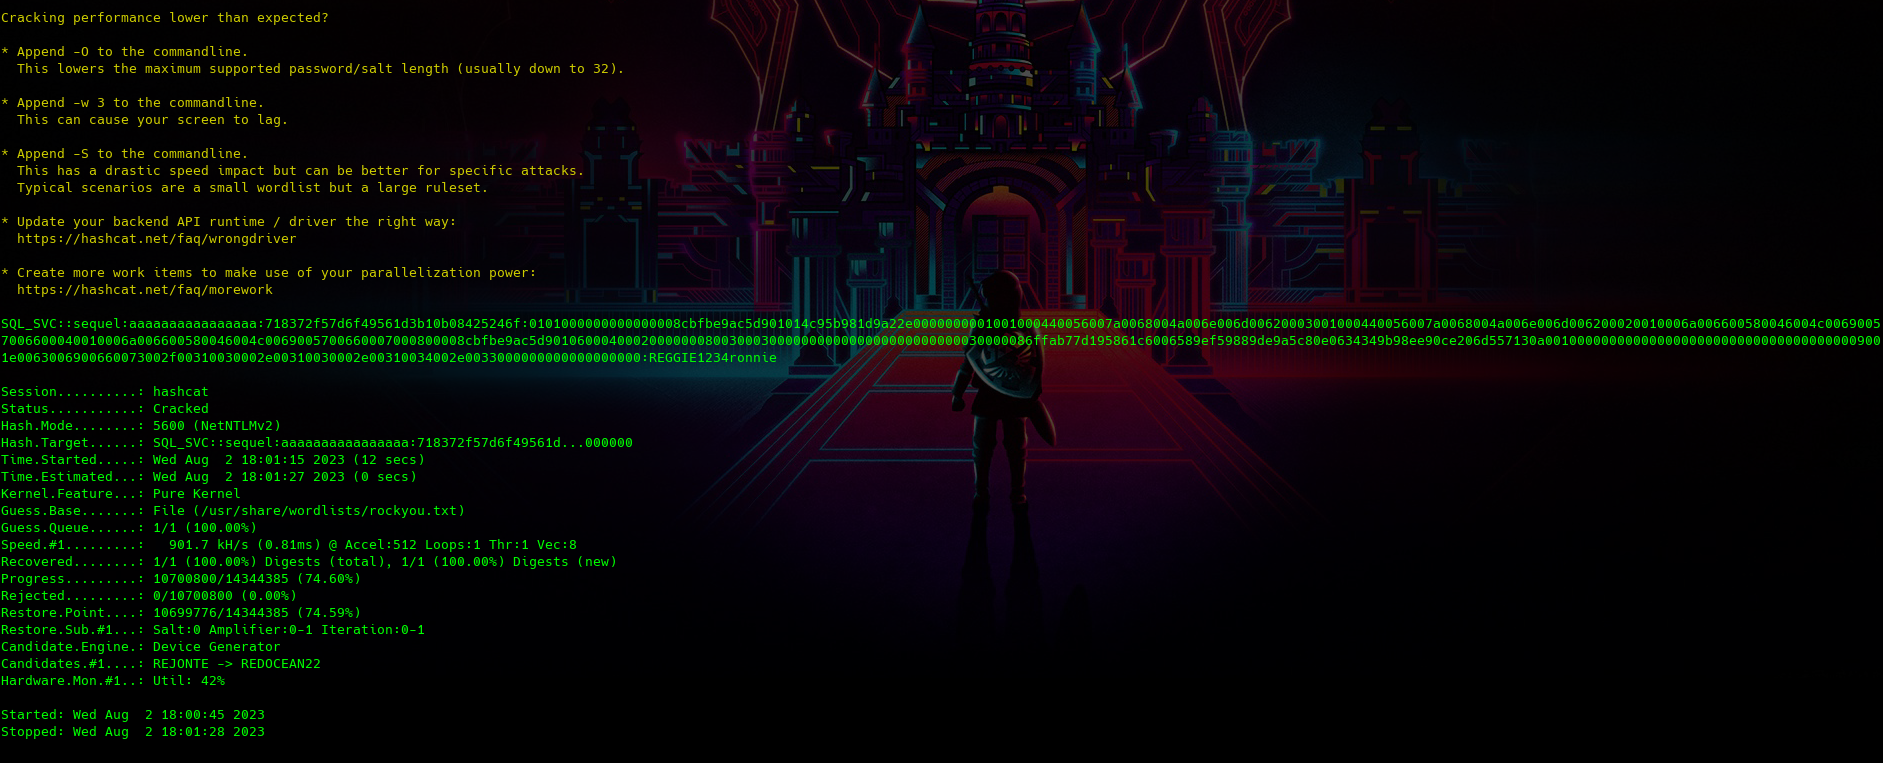 Cracking performance lower than expected?
* Append -O to the commandline.
This lowers the maximum supported password/salt length (usually down to 32).
* Append -w 3 to the commandline.
This can cause your screen to lag.
* Append -S to the commandline.
This has a drastic speed impact but can be better for specific attacks.
Typical scenarios are a small wordlist but a large ruleset.
* Update your backend API runtime / driver the right way:
https://hashcat.net/faq/wrongdriver
* Create more work items to make use of your parallelization power:
https://hashcat.net/faq/morework
SQL_SVC::sequel:aaaaaaaaaaaaaaaa:718372f57d6f49561d3b10b08425246f:01010000000000008cbfbe9ac5d901014c95b981d9a22e0000000001001000440056007a0068004a006e006d00620003001000440056007a0068004a006e006d006200020010006a006600580046004c0069005
7006600040010006a006600580046004c00690057006600070008008cbfbe9ac5d9010600040002000000080030003000000000000000000000000030000086ffab77d195861c6006589ef59889de9a5c80e0634349b98ee90ce206d557130a001000000000000000000000000000000000000900
1e0063006900660073002f00310030002e00310030002e00310034002e00330000000000000000:REGGIE1234ronnie
Session..........: hashcat
Status...........: Cracked
Hash.Mode........: 5600 (NetNTLMv2)
Hash.Target......: SQL_SVC::sequel:aaaaaaaaaaaaaaaa:718372f57d6f49561d...000000
Time.Started.....: Wed Aug  2 18:01:15 2023 (12 secs)
Time.Estimated...: Wed Aug  2 18:01:27 2023 (0 secs)
Kernel.Feature...: Pure Kernel
Guess.Base.......: File (/usr/share/wordlists/rockyou.txt)
Guess.Queue......: 1/1 (100.00%)
Speed.#1.........:   901.7 kH/s (0.81ms) @ Accel:512 Loops:1 Thr:1 Vec:8
Recovered........: 1/1 (100.00%) Digests (total), 1/1 (100.00%) Digests (new)
Progress.........: 10700800/14344385 (74.60%)
Rejected.........: 0/10700800 (0.00%)
Restore.Point....: 10699776/14344385 (74.59%)
Restore.Sub.#1...: Salt:0 Amplifier:0-1 Iteration:0-1
Candidate.Engine.: Device Generator
Candidates.#1....: REJONTE -> REDOCEAN22
Hardware.Mon.#1..: Util: 42%
Started: Wed Aug  2 18:00:45 2023
Stopped: Wed Aug  2 18:01:28 2023